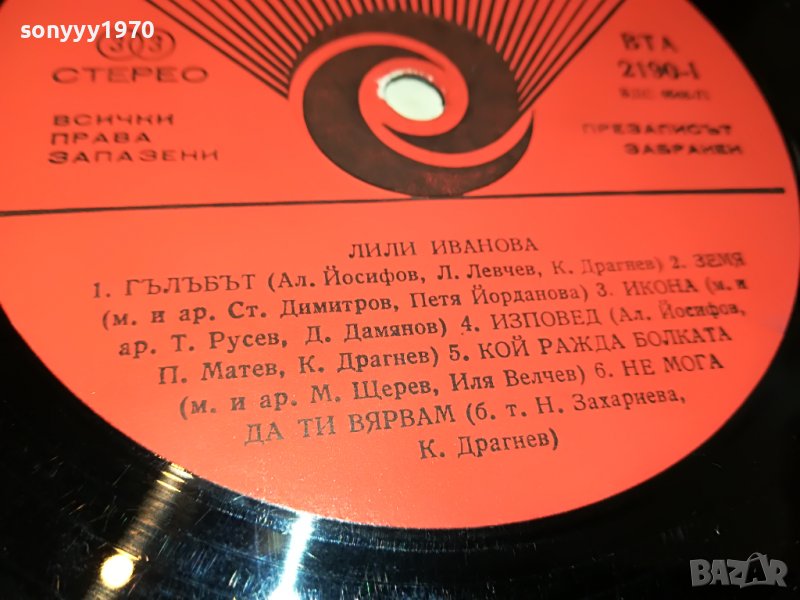 sonyyy1970
33
СТЕРЕО
ВСИЧКИ
ПРАВА
ЗАПАЗЕНИ
ВТА
2190-I
ПРЕЗАПИСЪТ
ЗАБРАНЕН
ЛИЛИ ИВАНОВА
1. ГЪЛЪБЪТ (Ал. Йосифов, Л. Левчев, К. Драгнев) 2. ЗЕМЯ
(м. и ар. Ст. Димитров, Петя Йорданова) 3. ИКОНА (м. и
ар. Т. Русев, Д. Дамянов) 4. ИЗПОВЕД (Ал. Йосифов,
П. Матев, К. Драгнев) 5. КОЙ РАЖДА БОЛКАТА
(м. и ар. М. Щерев, Иля Велчев) 6. НЕ МОГА
ДА ТИ ВЯРВАМ (б. т. Н. Захариева,
К. Драгнев)
BAZAR